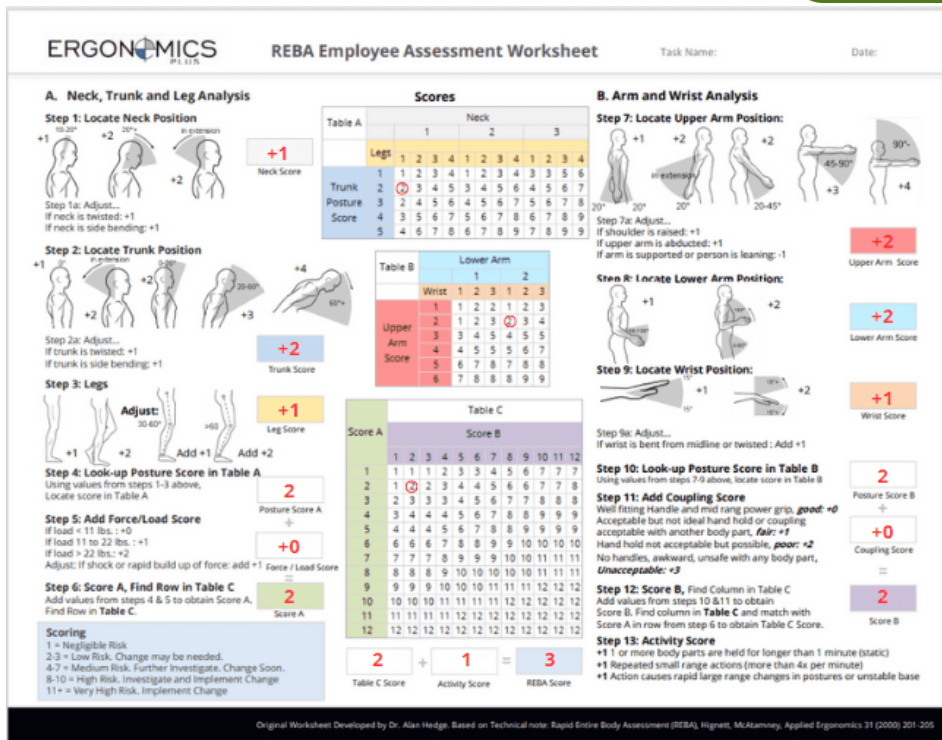 ERGONOMICS
PLUS
REBA Employee Assessment Worksheet
Task Name:
Date:
A. Neck, Trunk and Leg Analysis
Step 1: Locate Neck Position
+1
10-20°
+2
20°+
in extension
+2
+1
Neck Score
Step 1a: Adjust...
If neck is twisted: +1
If neck is side bending: +1
Step 2: Locate Trunk Position
+1
in extension
+2
0-20°
20-60°
+3
+4
60°+
Step 2a: Adjust...
If trunk is twisted: +1
If trunk is side bending: +1
+2
Trunk Score
Step 3: Legs
Adjust:
30-60°
>60
+1
+2
Add +1
Add +2
+1
Leg Score
Step 4: Look-up Posture Score in Table A
Using values from steps 1-3 above,
Locate score in Table A
2
Posture Score A
+
Step 5: Add Force/Load Score
If load < 11 lbs. : +0
If load 11 to 22 lbs. : +1
If load > 22 lbs.: +2
Adjust: If shock or rapid build up of force: add +1
+0
Force / Load Score
=
Step 6: Score A, Find Row in Table C
Add values from steps 4 & 5 to obtain Score A.
Find Row in Table C.
2
Score A
Scoring
1 = Negligible Risk
2-3 = Low Risk. Change may be needed.
4-7 = Medium Risk. Further Investigate. Change Soon.
8-10 = High Risk. Investigate and Implement Change
11+ = Very High Risk. Implement Change
Scores
Table A
Neck
1 2 3
Legs 1 2 3 4 1 2 3 4 1 2 3 4
Trunk Posture Score
1 1 2 3 4 1 2 3 4 3 3 5 6
2 2 3 4 5 3 4 5 6 4 5 6 7
3 2 4 5 6 4 5 6 7 5 6 7 8
4 3 5 6 7 5 6 7 8 6 7 8 9
5 4 6 7 8 6 7 8 9 7 8 9 9
Table B
Lower Arm
1 2
Wrist 1 2 3 1 2 3
Upper Arm Score
1 1 2 2 1 2 3
2 1 2 3 2 3 4
3 3 4 5 4 5 5
4 4 5 5 5 6 7
5 6 7 8 7 8 8
6 7 8 8 8 9 9
Table C
Score A
Score B
1 2 3 4 5 6 7 8 9 10 11 12
1 1 1 1 2 3 3 4 5 6 7 7 7
2 1 2 2 3 4 4 5 6 6 7 7 8
3 2 3 3 3 4 5 6 7 7 8 8 8
4 3 4 4 4 5 6 7 8 8 9 9 9
5 4 4 4 5 6 7 8 8 9 9 9 9
6 6 6 6 7 8 8 9 9 10 10 10 10
7 7 7 7 8 9 9 9 10 10 11 11 11
8 8 8 8 9 10 10 10 10 10 11 11 11
9 9 9 9 10 10 10 11 11 11 12 12 12
10 10 10 10 11 11 11 11 12 12 12 12 12
11 11 11 11 11 12 12 12 12 12 12 12 12
12 12 12 12 12 12 12 12 12 12 12 12 12
2 + 1 = 3
Table C Score
Activity Score
REBA Score
B. Arm and Wrist Analysis
Step 7: Locate Upper Arm Position:
+1
20°
20°
+2
in extension
20°
+2
20-45°
45-90°
+3
90°+
+4
Step 7a: Adjust...
If shoulder is raised: +1
If upper arm is abducted: +1
If arm is supported or person is leaning: -1
+2
Upper Arm Score
Step 8: Locate Lower Arm Position:
+1
+2
+2
Lower Arm Score
Step 9: Locate Wrist Position:
15°
+1
15°
15°+
+2
15°+
+1
Wrist Score
Step 9a: Adjust...
If wrist is bent from midline or twisted : Add +1
Step 10: Look-up Posture Score in Table B
Using values from steps 7-9 above, locate score in Table B
2
Posture Score B
+
Step 11: Add Coupling Score
Well fitting Handle and mid rang power grip, good: +0
Acceptable but not ideal hand hold or coupling
acceptable with another body part, fair: +1
Hand hold not acceptable but possible, poor: +2
No handles, awkward, unsafe with any body part,
Unacceptable: +3
+0
Coupling Score
=
Step 12: Score B, Find Column in Table C
Add values from steps 10 &11 to obtain
Score B. Find column in Table C and match with
Score A in row from step 6 to obtain Table C Score.
2
Score B
Step 13: Activity Score
+1 1 or more body parts are held for longer than 1 minute (static)
+1 Repeated small range actions (more than 4x per minute)
+1 Action causes rapid large range changes in postures or unstable base
Original Worksheet Developed by Dr. Alan Hedge. Based on Technical note: Rapid Entire Body Assessment (REBA), Hignett, McAtamney, Applied Ergonomics 31 (2000) 201-205